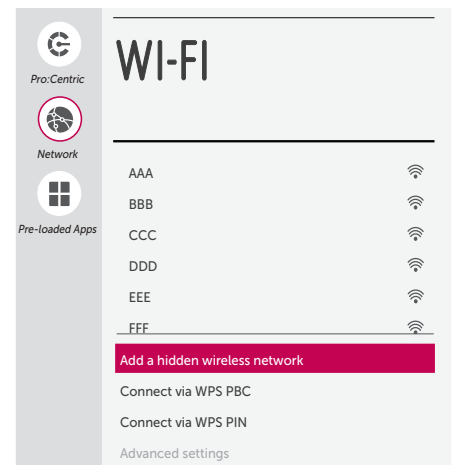 Pro:Centric
Network
Pre-loaded Apps
WI-FI
AAA
BBB
CCC
DDD
EEE
FFF
Add a hidden wireless network
Connect via WPS PBC
Connect via WPS PIN
Advanced settings